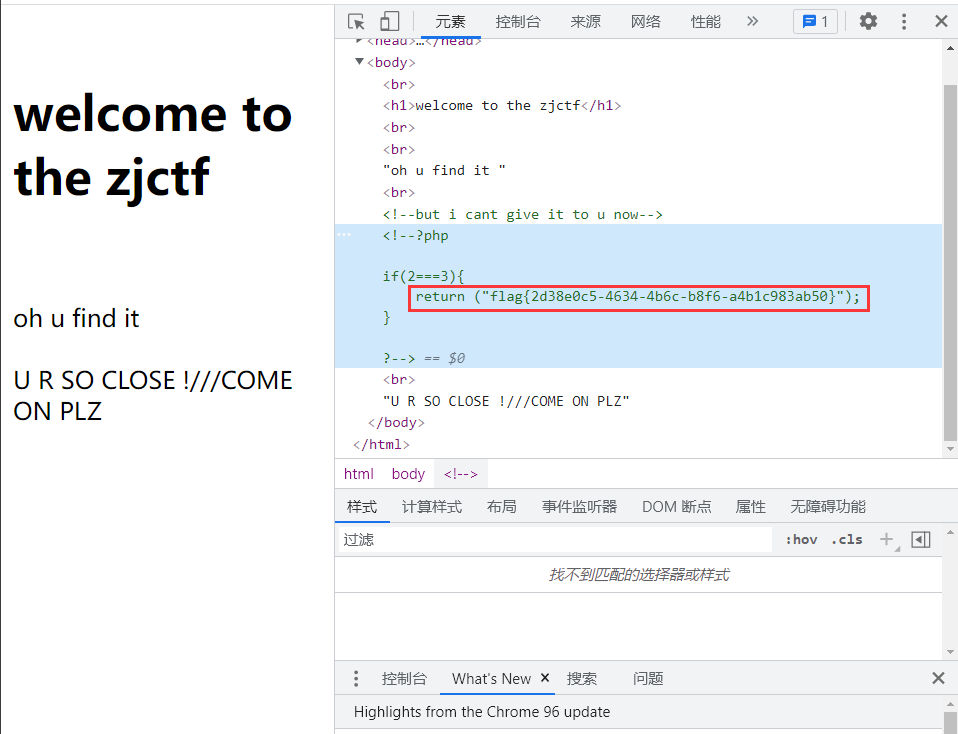 welcome to
the zjctf
oh u find it
U R SO CLOSE !///COME
ON PLZ
元素 控制台 来源 网络 性能 » 1
<head>…</head>
<body>
<br>
<h1>welcome to the zjctf</h1>
<br>
<br>
"oh u find it "
<br>
<!--but i cant give it to u now-->
<!--?php
if(2===3){
return ("flag{2d38e0c5-4634-4b6c-b8f6-a4b1c983ab50}");
}
?--> == $0
<br>
"U R SO CLOSE !///COME ON PLZ"
</body>
</html>
html body <!-->
样式 计算样式 布局 事件监听器 DOM 断点 属性 无障碍功能
过滤 :hov .cls +
找不到匹配的选择器或样式
控制台 What's New × 搜索 问题
Highlights from the Chrome 96 update